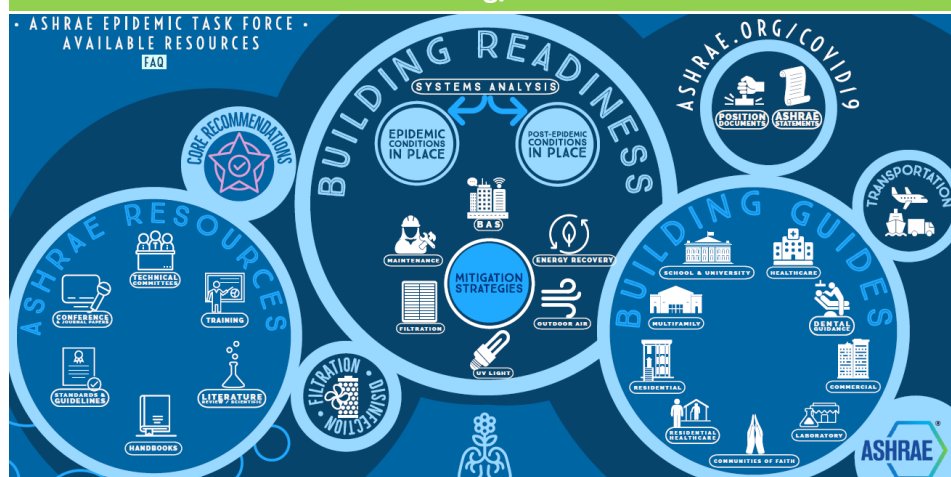 • ASHRAE EPIDEMIC TASK FORCE •
AVAILABLE RESOURCES
FAQ
CORE RECOMMENDATIONS
ASHRAE RESOURCES
TECHNICAL
COMMITTEES
CONFERENCE
& JOURNAL PAPERS
TRAINING
STANDARDS &
GUIDELINES
LITERATURE
REVIEW / SCIENTIFIC
HANDBOOKS
FILTRATION • DISINFECTION •
BUILDING READINESS
SYSTEMS ANALYSIS
EPIDEMIC
CONDITIONS
IN PLACE
POST-EPIDEMIC
CONDITIONS
IN PLACE
BAS
MAINTENANCE
ENERGY RECOVERY
MITIGATION
STRATEGIES
FILTRATION
OUTDOOR AIR
UV LIGHT
ASHRAE.ORG/COVID19
POSITION
DOCUMENTS
ASHRAE
STATEMENTS
TRANSPORTATION
BUILDING GUIDES
SCHOOL & UNIVERSITY
HEALTHCARE
MULTIFAMILY
DENTAL
GUIDANCE
RESIDENTIAL
COMMERCIAL
RESIDENTIAL
HEALTHCARE
LABORATORY
COMMUNITIES OF FAITH
ASHRAE®